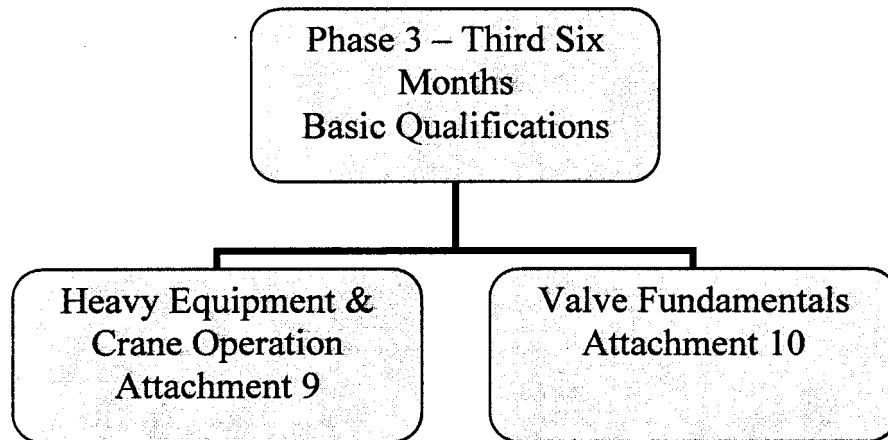 Phase 3 – Third Six
Months
Basic Qualifications
Heavy Equipment &
Crane Operation
Attachment 9
Valve Fundamentals
Attachment 10